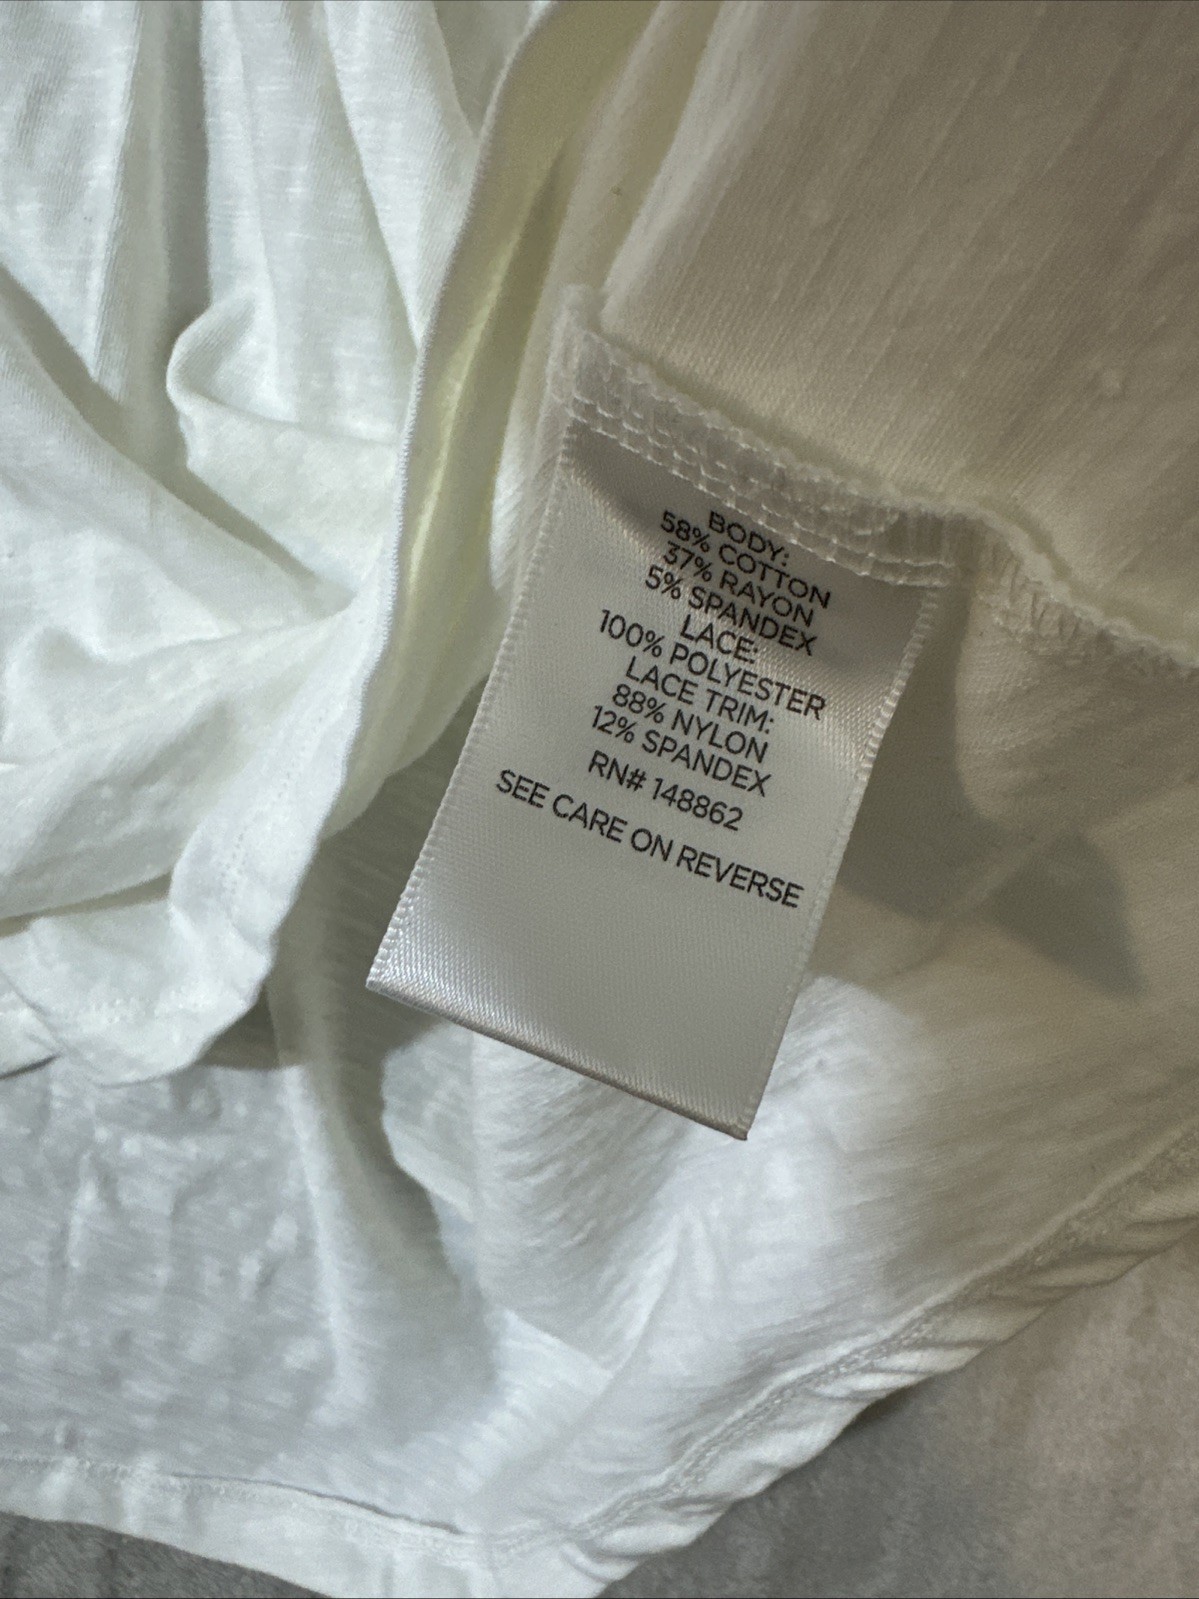 BODY:
58% COTTON
37% RAYON
5% SPANDEX
LACE:
100% POLYESTER
LACE TRIM:
88% NYLON
12% SPANDEX
RN# 148862
SEE CARE ON REVERSE